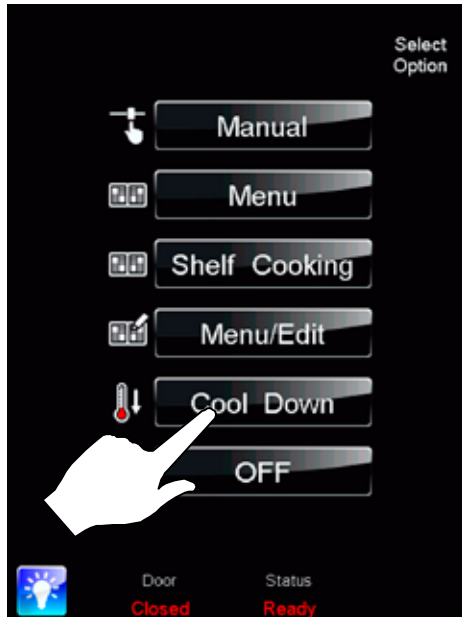 Select
Option
Manual
Menu
Shelf Cooking
Menu/Edit
Cool Down
OFF
Door Status
Closed Ready